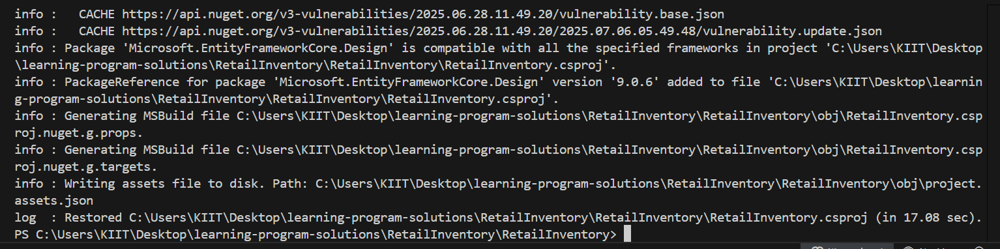 info :   CACHE https://api.nuget.org/v3-vulnerabilities/2025.06.28.11.49.20/vulnerability.base.json
info :   CACHE https://api.nuget.org/v3-vulnerabilities/2025.06.28.11.49.20/2025.07.06.05.49.48/vulnerability.update.json
info : Package 'Microsoft.EntityFrameworkCore.Design' is compatible with all the specified frameworks in project 'C:\Users\KIIT\Desktop
\learning-program-solutions\RetailInventory\RetailInventory\RetailInventory.csproj'.
info : PackageReference for package 'Microsoft.EntityFrameworkCore.Design' version '9.0.6' added to file 'C:\Users\KIIT\Desktop\learnin
g-program-solutions\RetailInventory\RetailInventory\RetailInventory.csproj'.
info : Generating MSBuild file C:\Users\KIIT\Desktop\learning-program-solutions\RetailInventory\RetailInventory\obj\RetailInventory.csp
roj.nuget.g.props.
info : Generating MSBuild file C:\Users\KIIT\Desktop\learning-program-solutions\RetailInventory\RetailInventory\obj\RetailInventory.csp
roj.nuget.g.targets.
info : Writing assets file to disk. Path: C:\Users\KIIT\Desktop\learning-program-solutions\RetailInventory\RetailInventory\obj\project.
assets.json
log  : Restored C:\Users\KIIT\Desktop\learning-program-solutions\RetailInventory\RetailInventory\RetailInventory.csproj (in 17.08 sec).
PS C:\Users\KIIT\Desktop\learning-program-solutions\RetailInventory\RetailInventory>